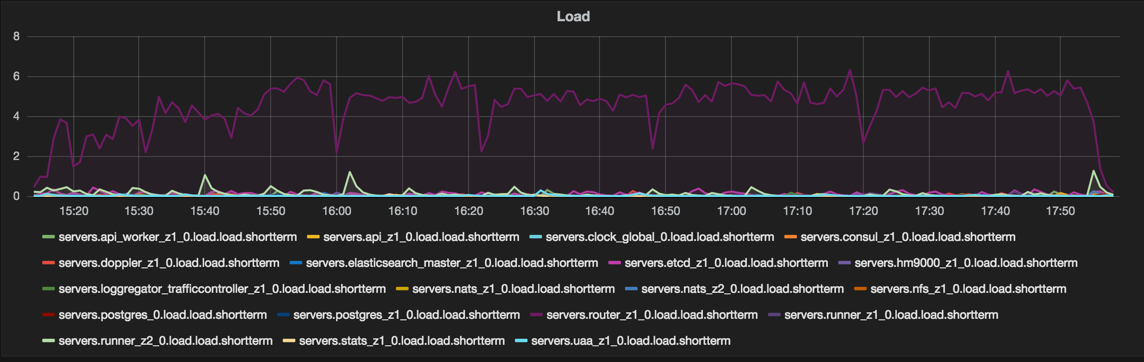 Load
8
6
4
2
0
15:20 15:30 15:40 15:50 16:00 16:10 16:20 16:30 16:40 16:50 17:00 17:10 17:20 17:30 17:40 17:50
servers.api_worker_z1_0.load.load.shortterm servers.api_z1_0.load.load.shortterm servers.clock_global_0.load.load.shortterm servers.consul_z1_0.load.load.shortterm
servers.doppler_z1_0.load.load.shortterm servers.elasticsearch_master_z1_0.load.load.shortterm servers.etcd_z1_0.load.load.shortterm servers.hm9000_z1_0.load.load.shortterm
servers.loggregator_trafficcontroller_z1_0.load.load.shortterm servers.nats_z1_0.load.load.shortterm servers.nats_z2_0.load.load.shortterm servers.nfs_z1_0.load.load.shortterm
servers.postgres_0.load.load.shortterm servers.postgres_z1_0.load.load.shortterm servers.router_z1_0.load.load.shortterm servers.runner_z1_0.load.load.shortterm
servers.runner_z2_0.load.load.shortterm servers.stats_z1_0.load.load.shortterm servers.uaa_z1_0.load.load.shortterm